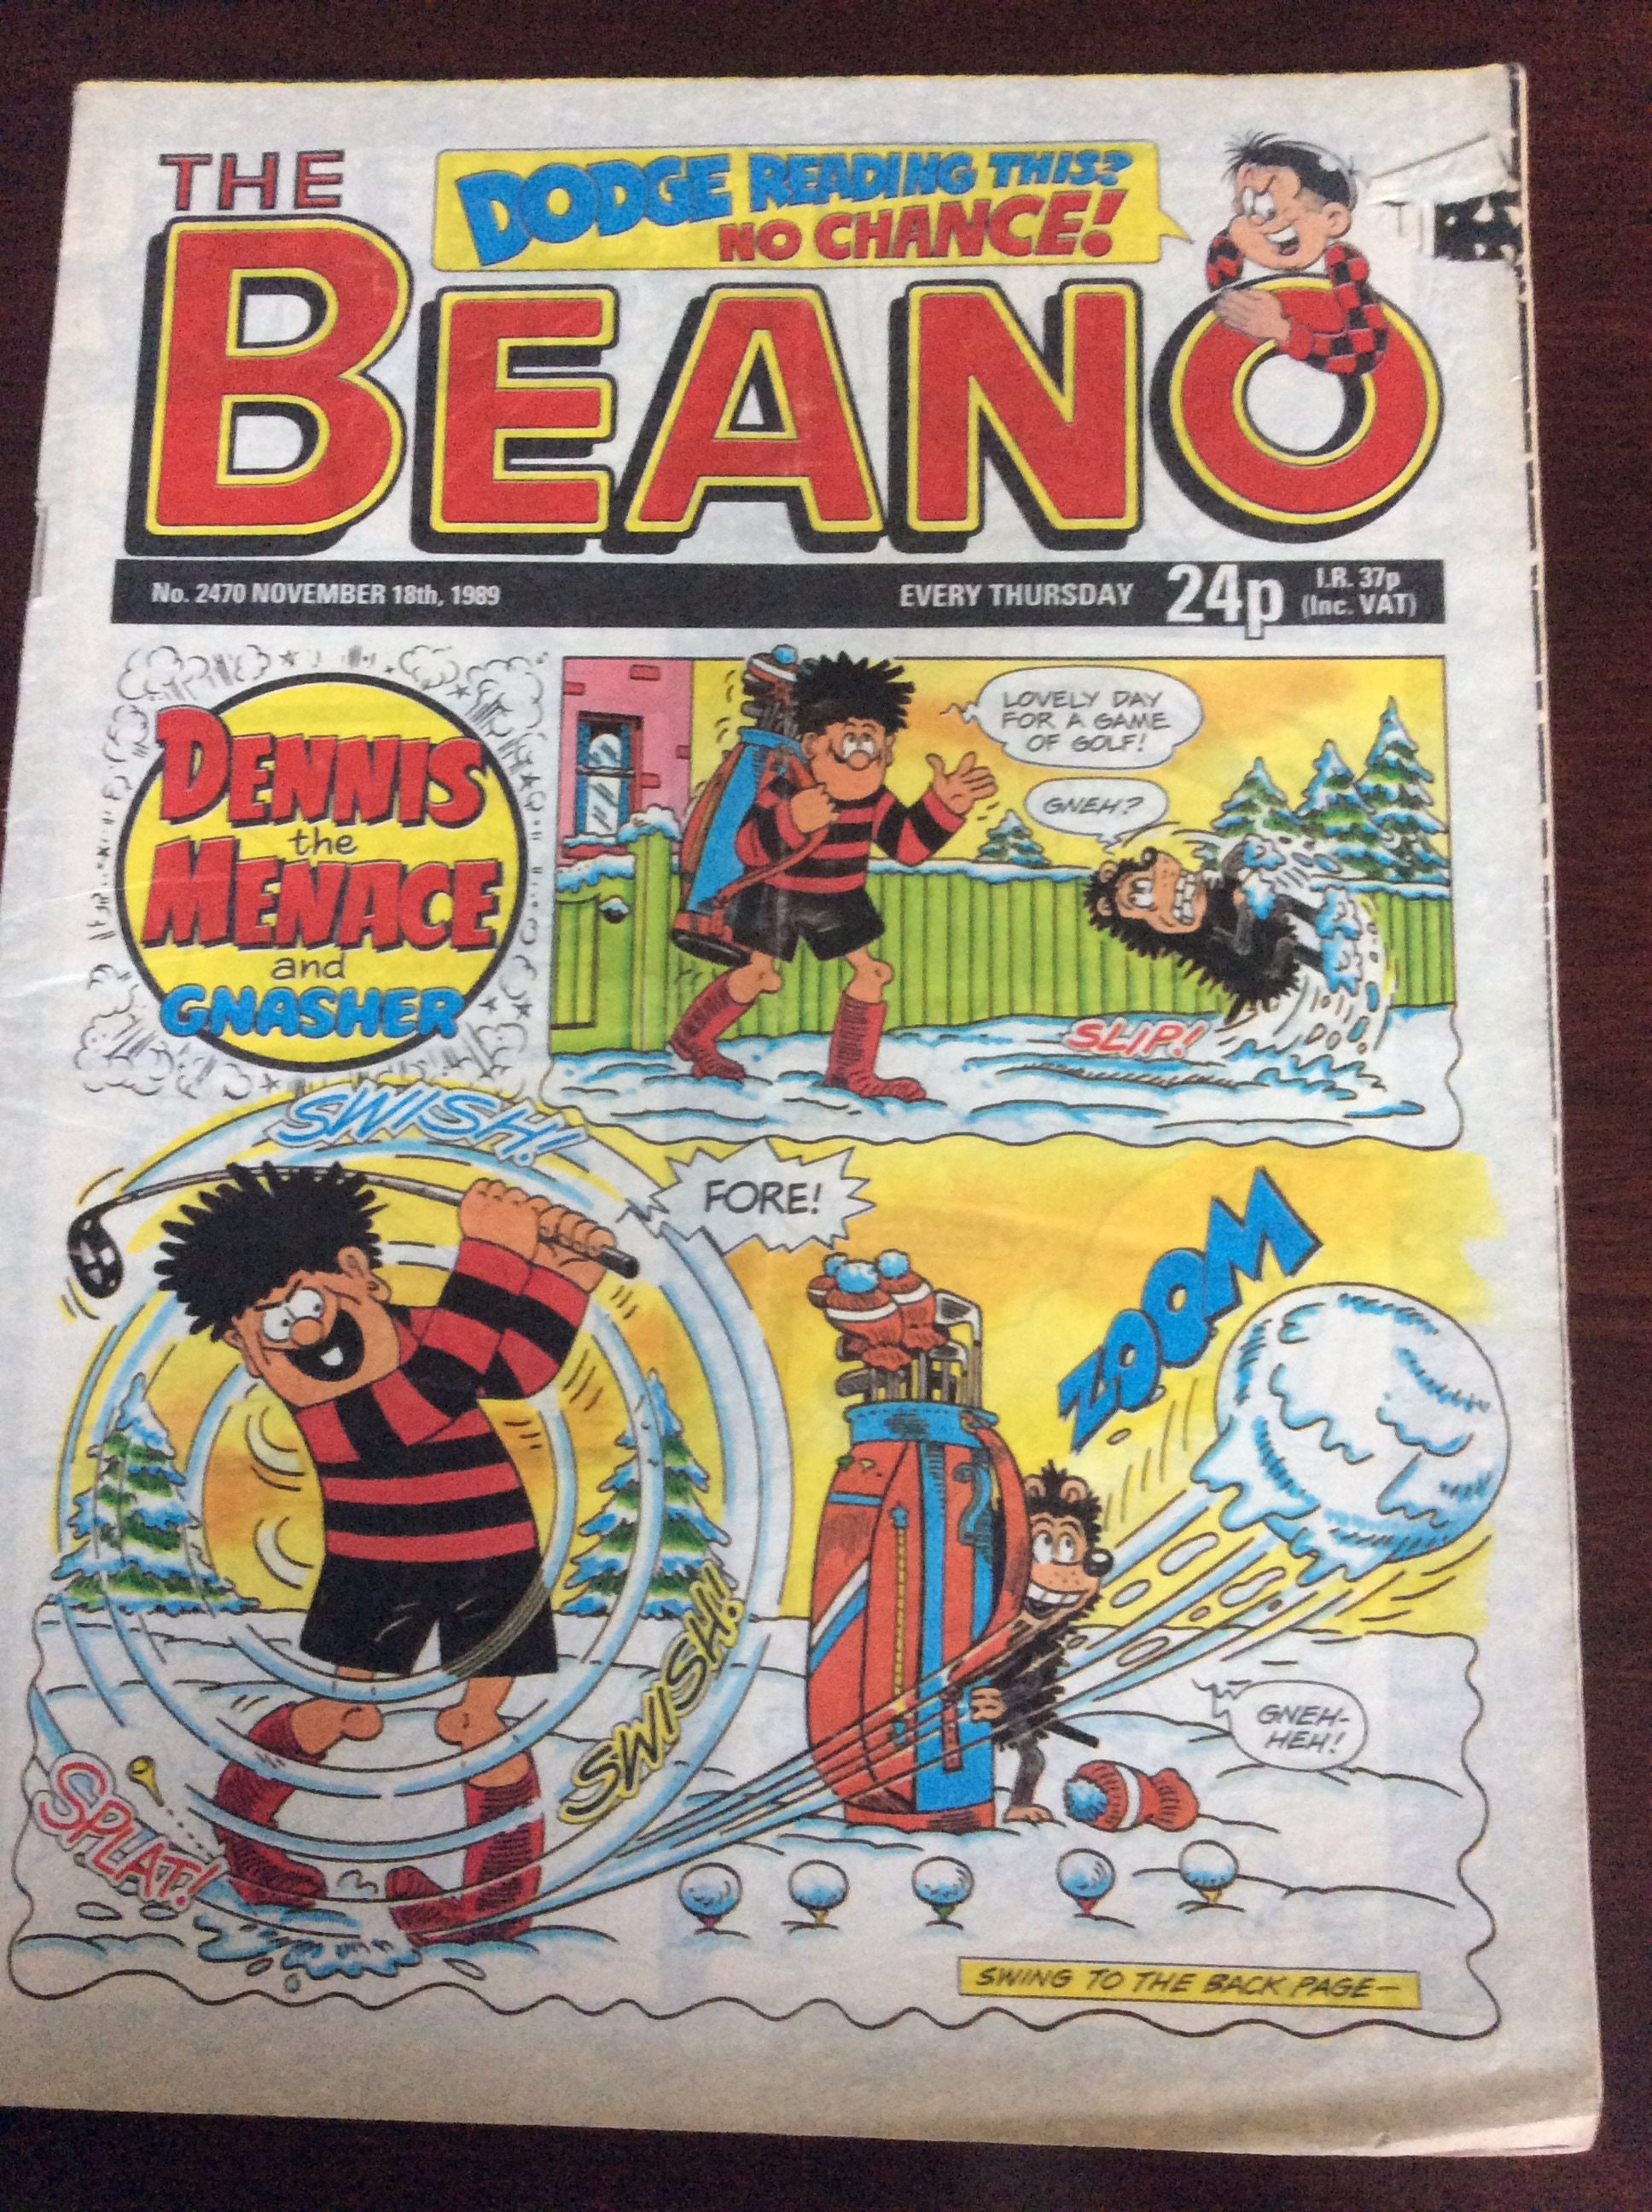 THE
DODGE READING THIS?
NO CHANCE!
BEANO
No. 2470 NOVEMBER 18th, 1989 EVERY THURSDAY 24p I.R. 37p
(Inc. VAT)
DENNIS
the
MENACE
and
GNASHER
LOVELY DAY
FOR A GAME
OF GOLF!
GNEH?
SLIP!
SWISH!
FORE!
ZOOM
SWISH!
SPLAT!
GNEH-
HEH!
SWING TO THE BACK PAGE—